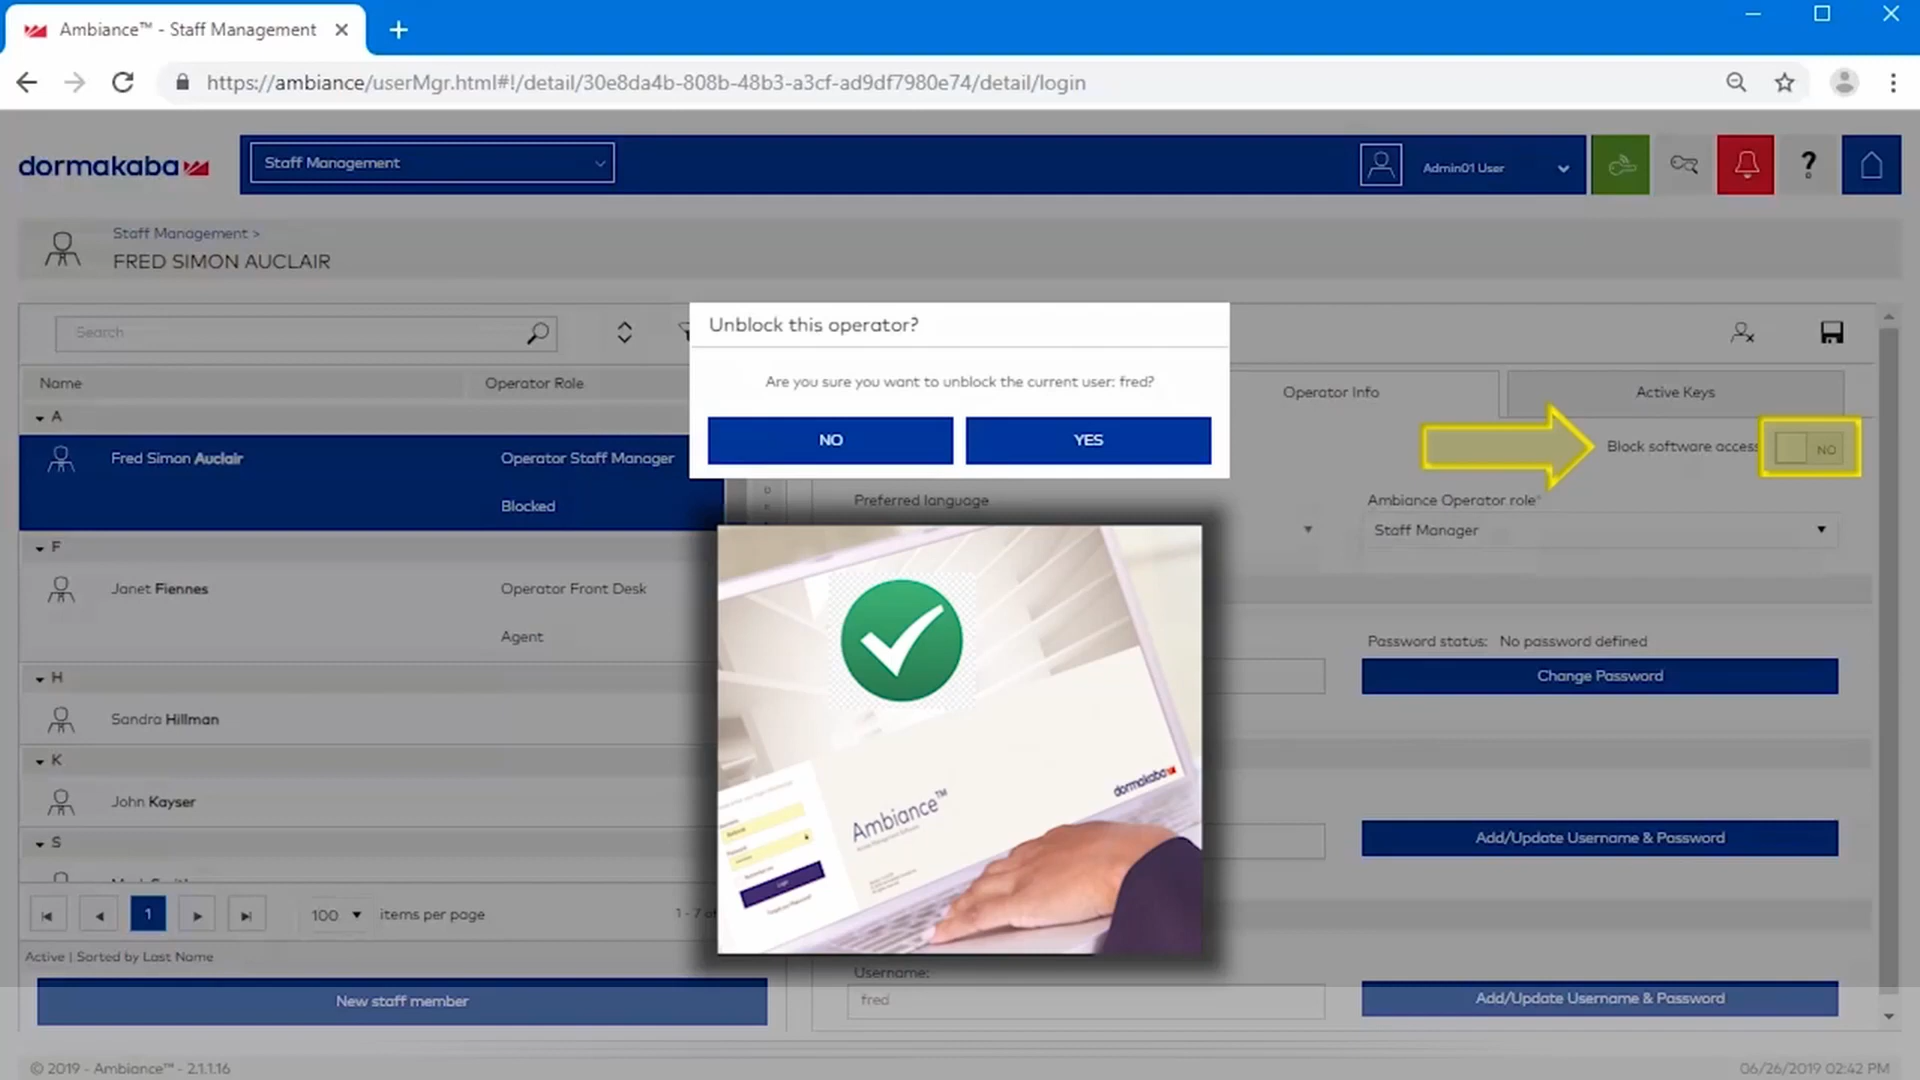 Ambiance™ - Staff Management
https://ambiance/userMgr.html#!/detail/30e8da4b-808b-48b3-a3cf-ad9df7980e74/detail/login
dormakaba
Staff Management
Admin01 User
?
Staff Management >
FRED SIMON AUCLAIR
Search
Name
Operator Role
A
Fred Simon Auclair
Operator Staff Manager
Blocked
F
Janet Fiennes
Operator Front Desk
Agent
H
Sandra Hillman
K
John Kayser
S
1
100
items per page
1 - 7 of
Active | Sorted by Last Name
New staff member
Unblock this operator?
Are you sure you want to unblock the current user: fred?
NO
YES
Operator Info
Active Keys
Block software access
NO
Preferred language
Ambiance Operator role*
Staff Manager
Password status: No password defined
Change Password
Add/Update Username & Password
Ambiance™
dormakaba
Login
Username:
fred
Add/Update Username & Password
© 2019 - Ambiance™ - 2.1.1.16
06/26/2019 02:42 PM